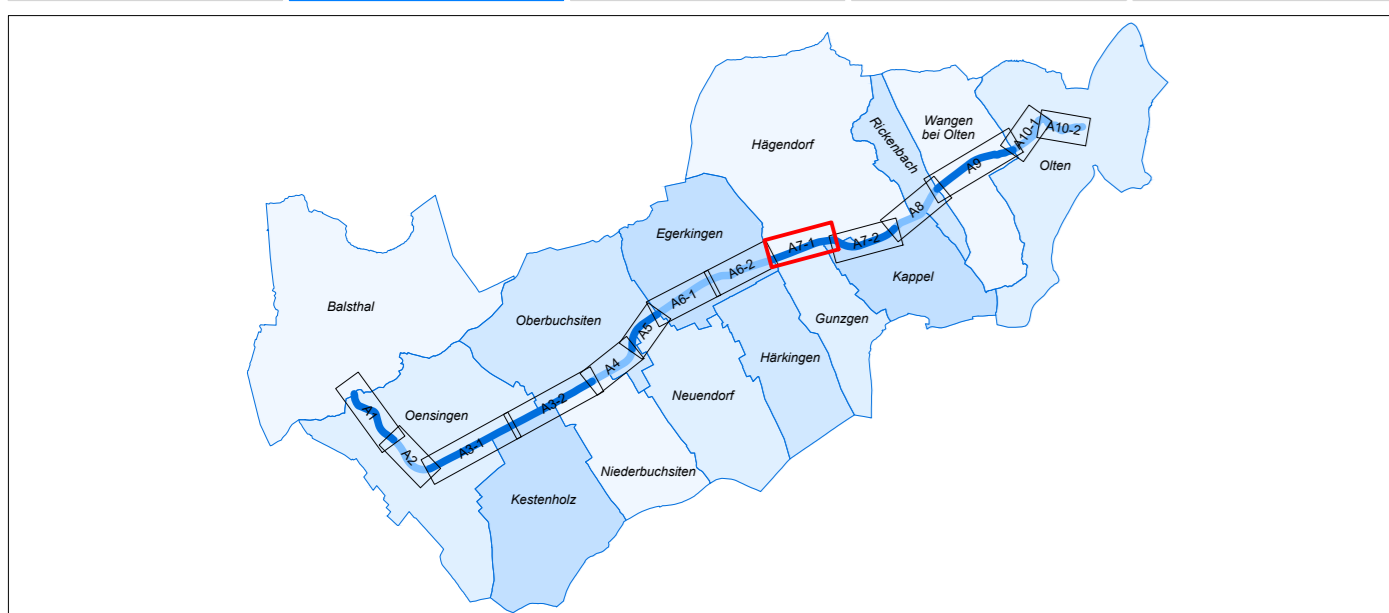 Hägendorf
Rickenbach
Wangen
bei Olten
A10-1
A10-2
Olten
A9
A8
Egerkingen
A7-1
A7-2
Kappel
A6-2
A6-1
Gunzgen
Balsthal
Oberbuchsiten
A5
Härkingen
A4
Neuendorf
A1
Oensingen
A3-2
A3-1
A2
Niederbuchsiten
Kestenholz